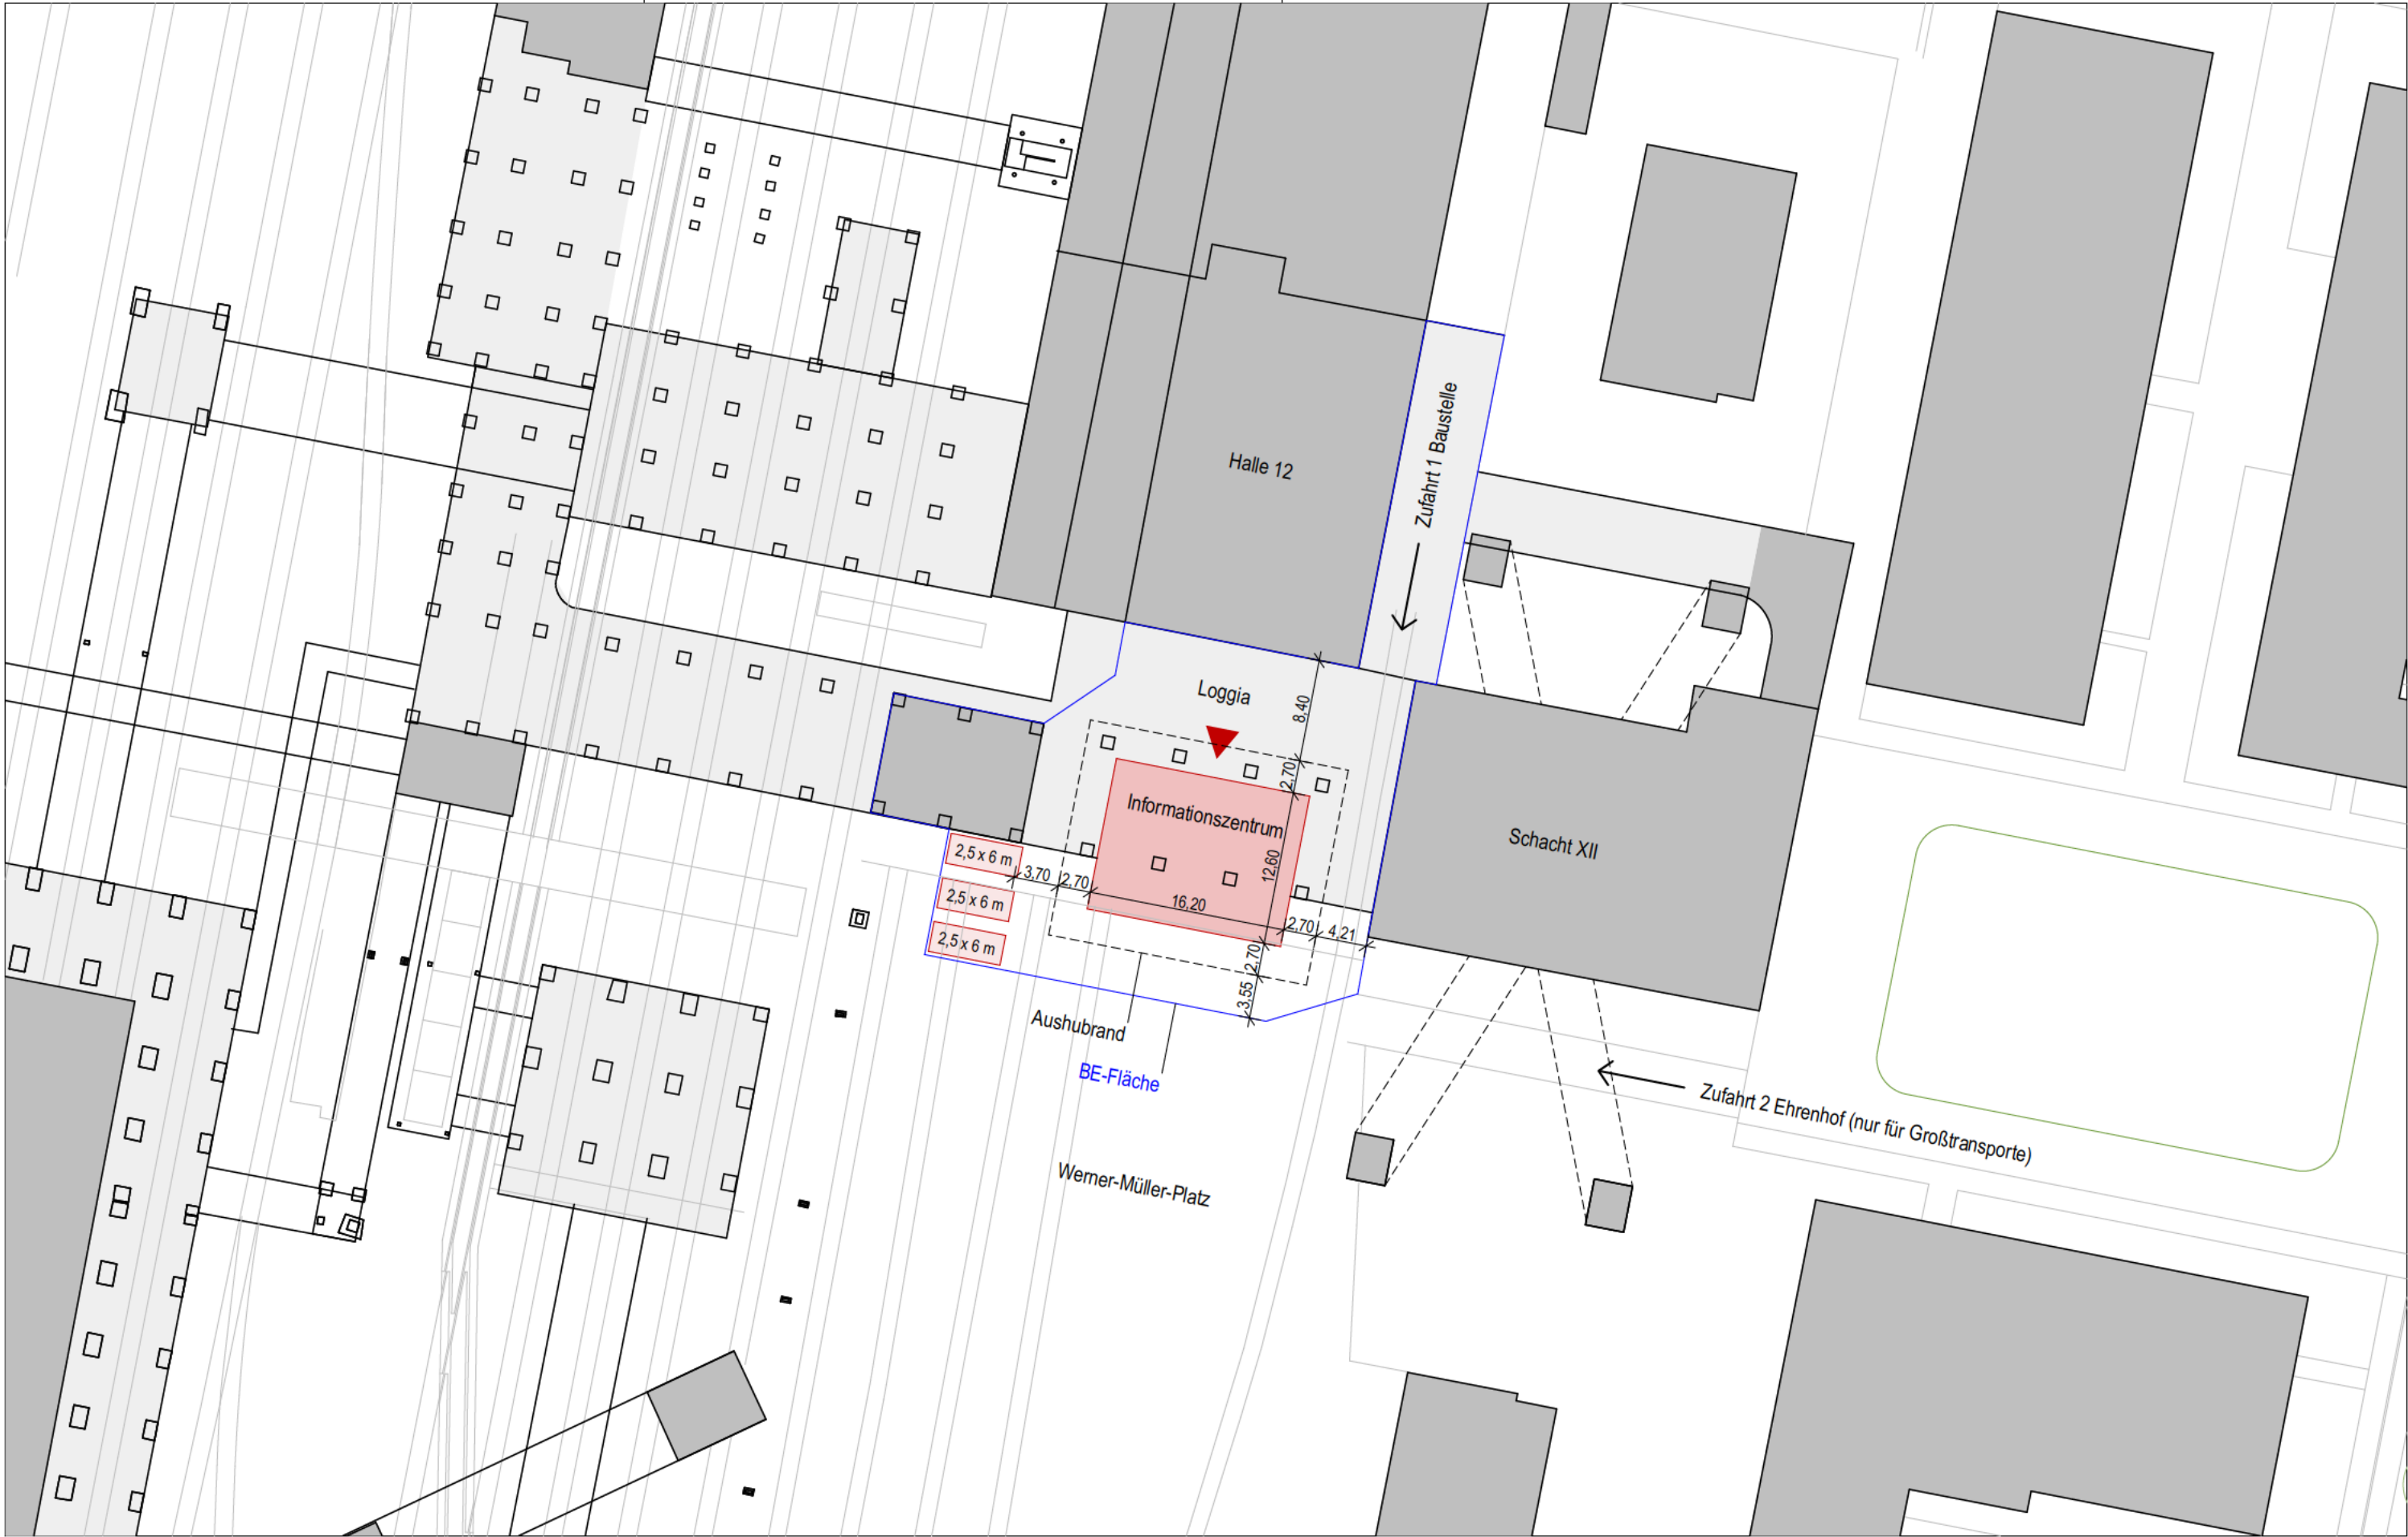 Halle 12
Zufahrt 1 Baustelle
Loggia
8,40
2,70
Informationszentrum
12,60
Schacht XII
2,5 x 6 m
3,70
2,70
2,5 x 6 m
16,20
2,5 x 6 m
2,70
4,21
2,70
3,55
Aushubrand
BE-Fläche
Zufahrt 2 Ehrenhof (nur für Großtransporte)
Werner-Müller-Platz